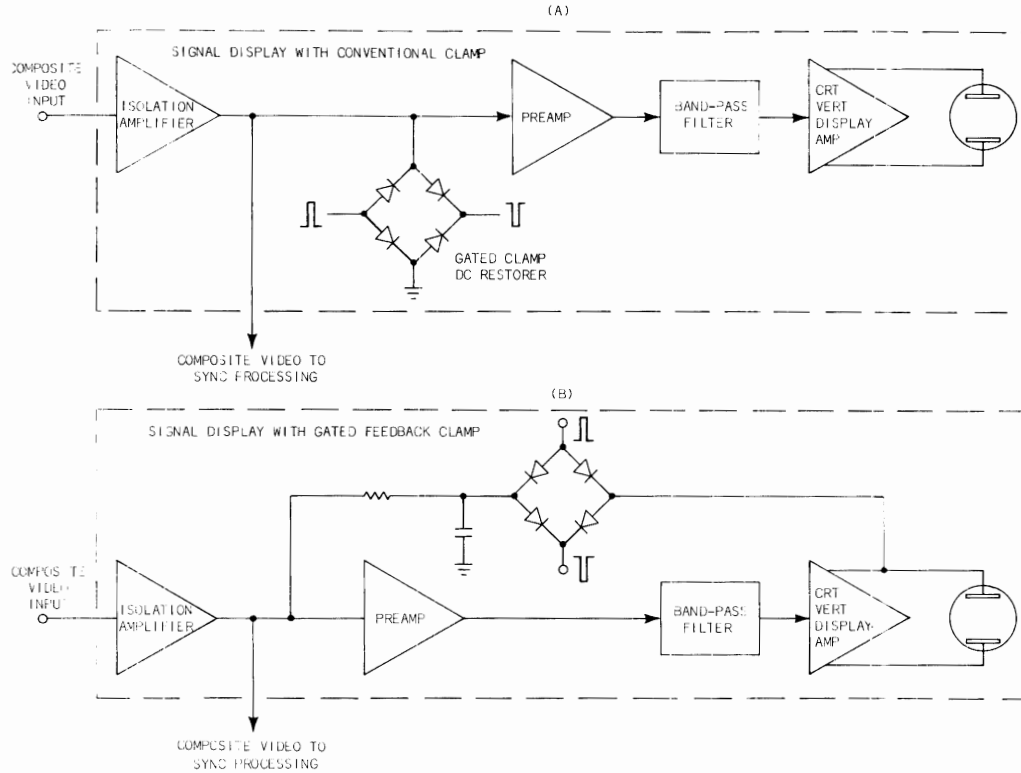 (A)
SIGNAL DISPLAY WITH CONVENTIONAL CLAMP
COMPOSITE
VIDEO
INPUT
ISOLATION
AMPLIFIER
PREAMP
BAND-PASS
FILTER
CRT
VERT
DISPLAY
AMP
GATED CLAMP
DC RESTORER
COMPOSITE VIDEO TO
SYNC PROCESSING
(B)
SIGNAL DISPLAY WITH GATED FEEDBACK CLAMP
COMPOSITE
VIDEO
INPUT
ISOLATION
AMPLIFIER
PREAMP
BAND-PASS
FILTER
CRT
VERT
DISPLAY
AMP
COMPOSITE VIDEO TO
SYNC PROCESSING